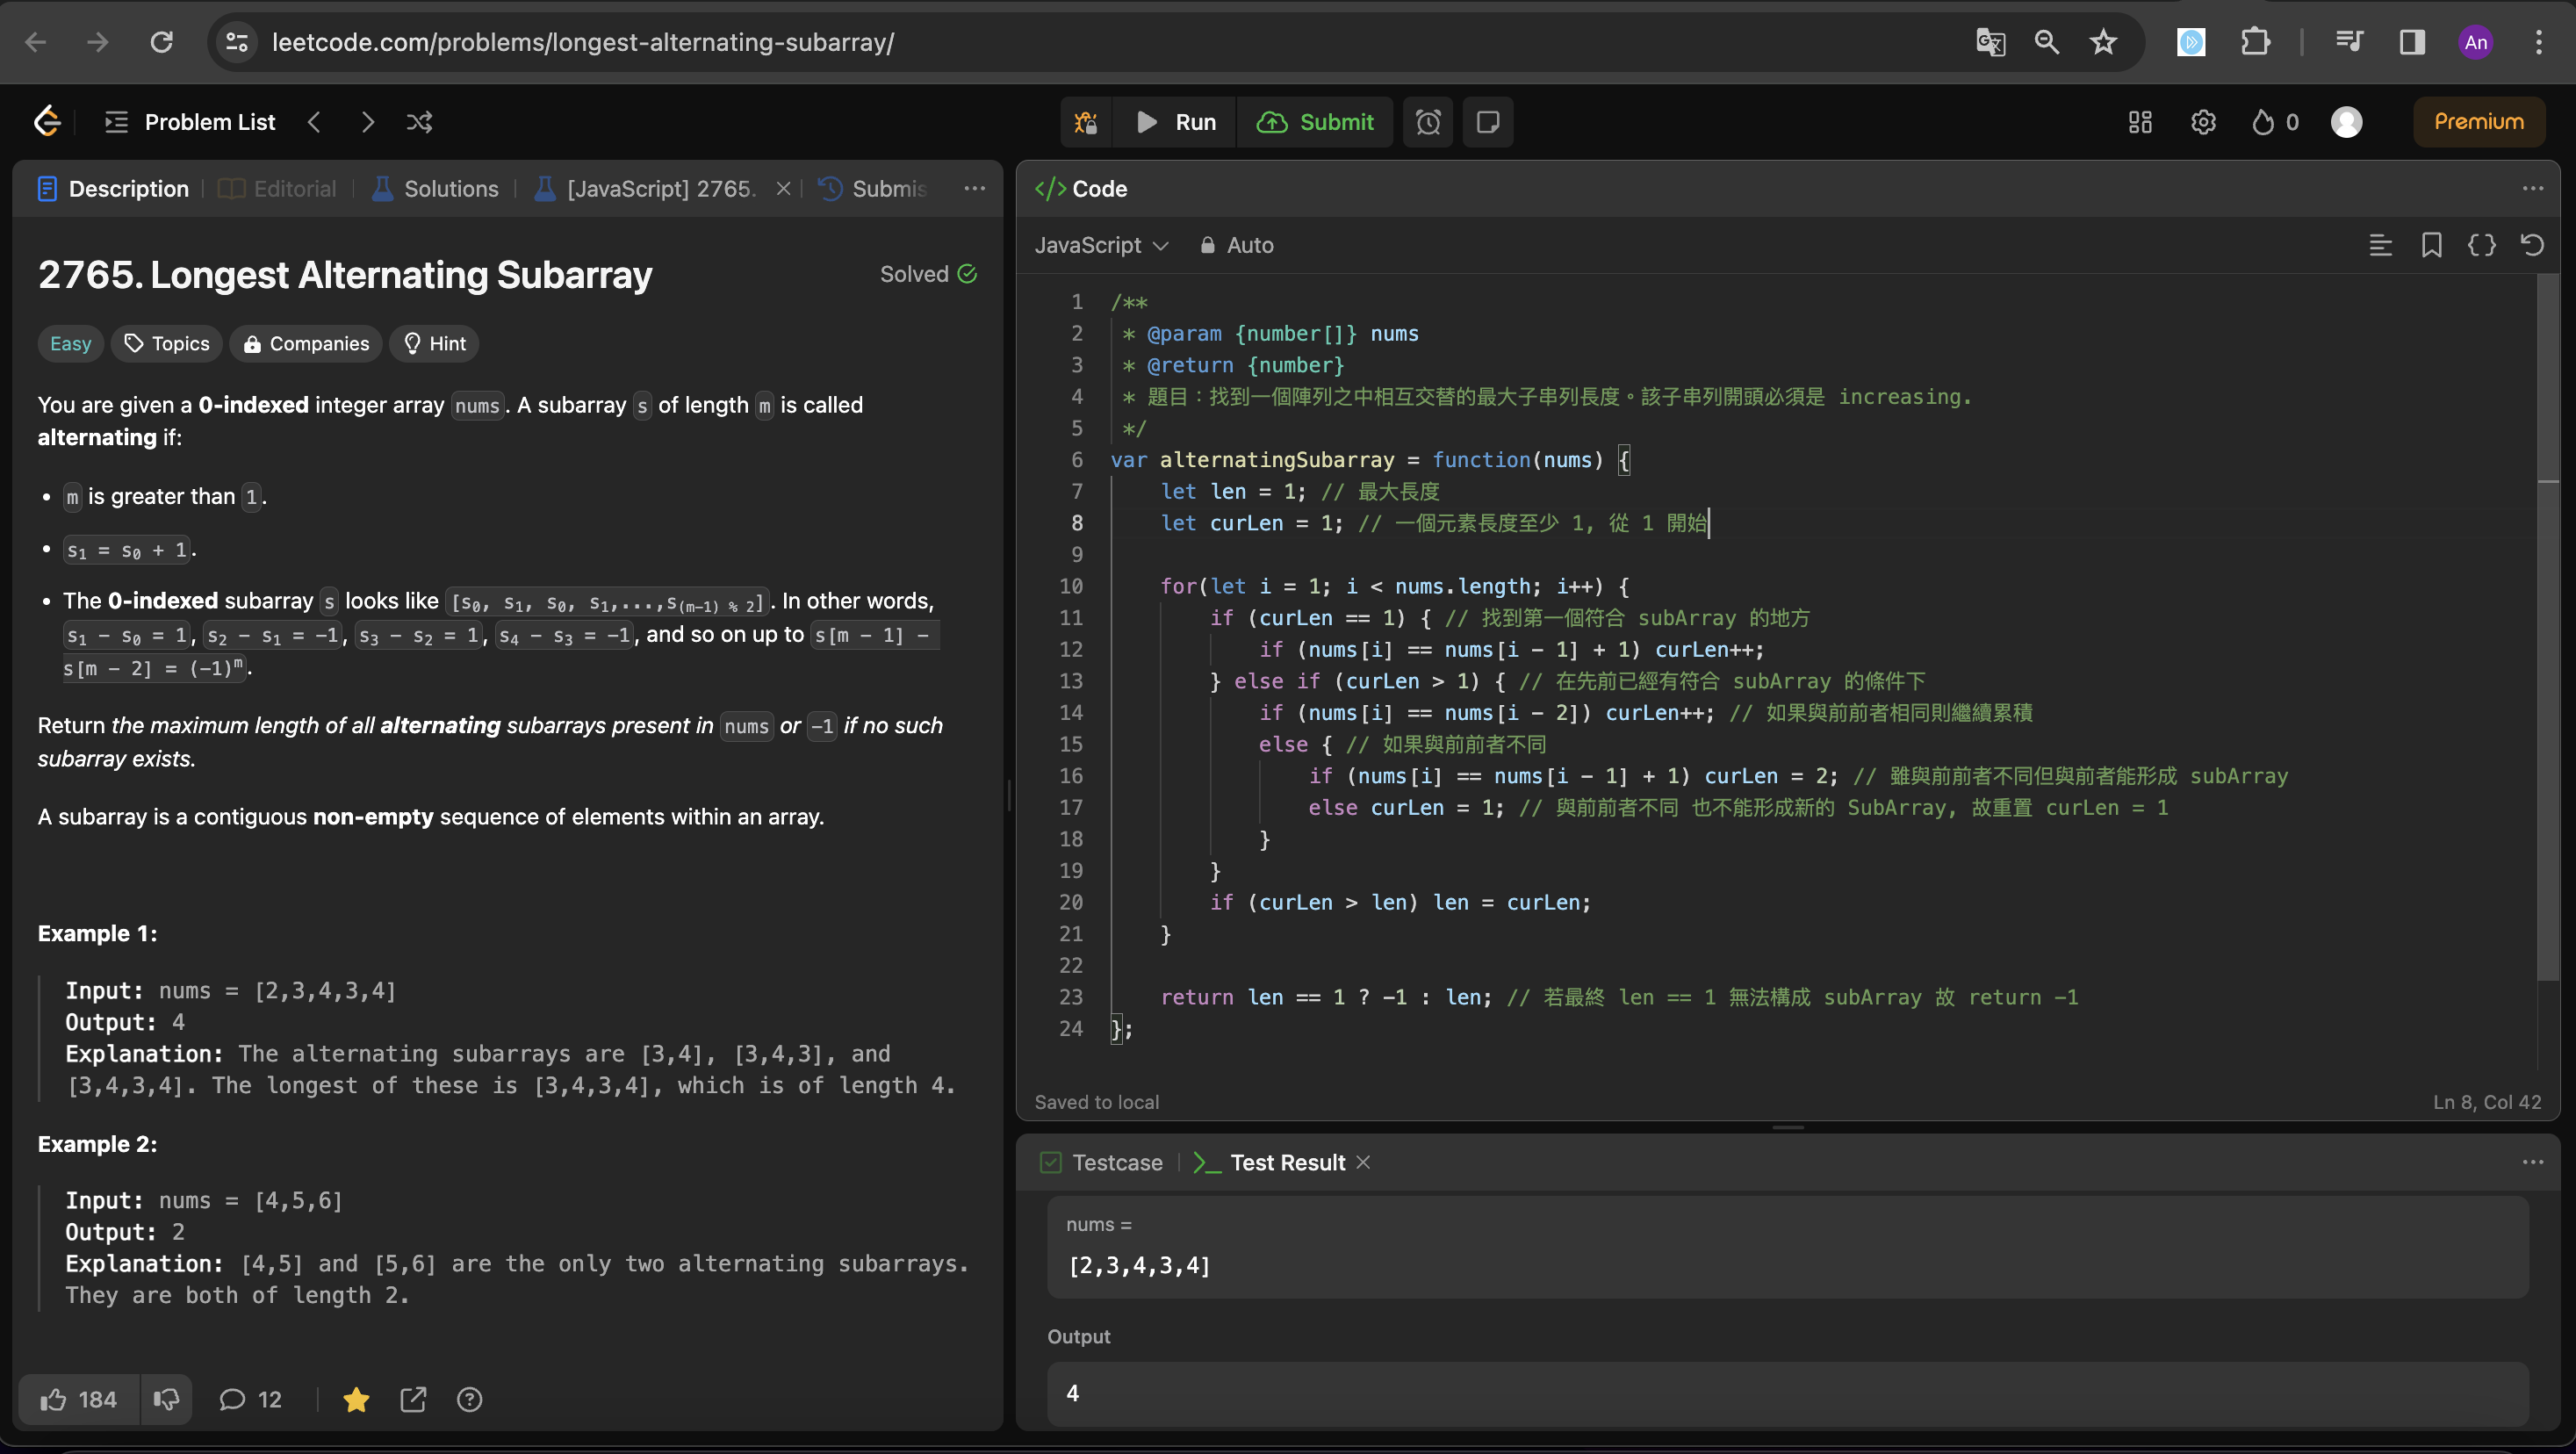 leetcode.com/problems/longest-alternating-subarray/
An
Problem List
Run
Submit
0
Premium
Description
Editorial
Solutions
[JavaScript] 2765.
Submis
2765. Longest Alternating Subarray
Solved
Easy
Topics
Companies
Hint
You are given a 0-indexed integer array nums. A subarray s of length m is called
alternating if:
• m is greater than 1.
• s₁ = s₀ + 1.
• The 0-indexed subarray s looks like [s₀, s₁, s₀, s₁,...,s₍ₘ₋₁₎ % ₂]. In other words,
s₁ - s₀ = 1, s₂ - s₁ = -1, s₃ - s₂ = 1, s₄ - s₃ = -1, and so on up to s[m - 1] -
s[m - 2] = (-1)ᵐ.
Return the maximum length of all alternating subarrays present in nums or -1 if no such
subarray exists.
A subarray is a contiguous non-empty sequence of elements within an array.
Example 1:
Input: nums = [2,3,4,3,4]
Output: 4
Explanation: The alternating subarrays are [3,4], [3,4,3], and
[3,4,3,4]. The longest of these is [3,4,3,4], which is of length 4.
Example 2:
Input: nums = [4,5,6]
Output: 2
Explanation: [4,5] and [5,6] are the only two alternating subarrays.
They are both of length 2.
184
12
</> Code
JavaScript
Auto
1 /**
2 * @param {number[]} nums
3 * @return {number}
4 * 題目：找到一個陣列之中相互交替的最大子串列長度。該子串列開頭必須是 increasing.
5 */
6 var alternatingSubarray = function(nums) {
7 let len = 1; // 最大長度
8 let curLen = 1; // 一個元素長度至少 1, 從 1 開始
9
10 for(let i = 1; i < nums.length; i++) {
11 if (curLen == 1) { // 找到第一個符合 subArray 的地方
12 if (nums[i] == nums[i - 1] + 1) curLen++;
13 } else if (curLen > 1) { // 在先前已經有符合 subArray 的條件下
14 if (nums[i] == nums[i - 2]) curLen++; // 如果與前前者相同則繼續累積
15 else { // 如果與前前者不同
16 if (nums[i] == nums[i - 1] + 1) curLen = 2; // 雖與前前者不同但與前者能形成 subArray
17 else curLen = 1; // 與前前者不同 也不能形成新的 SubArray, 故重置 curLen = 1
18 }
19 }
20 if (curLen > len) len = curLen;
21 }
22
23 return len == 1 ? -1 : len; // 若最終 len == 1 無法構成 subArray 故 return -1
24 };
Saved to local
Ln 8, Col 42
Testcase
Test Result
nums =
[2,3,4,3,4]
Output
4